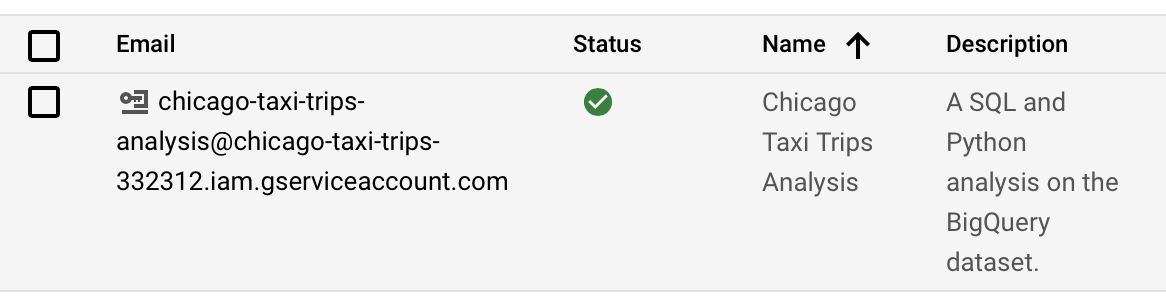 Email Status Name Description
chicago-taxi-trips-
analysis@chicago-taxi-trips-
332312.iam.gserviceaccount.com
Chicago
Taxi Trips
Analysis
A SQL and
Python
analysis on the
BigQuery
dataset.